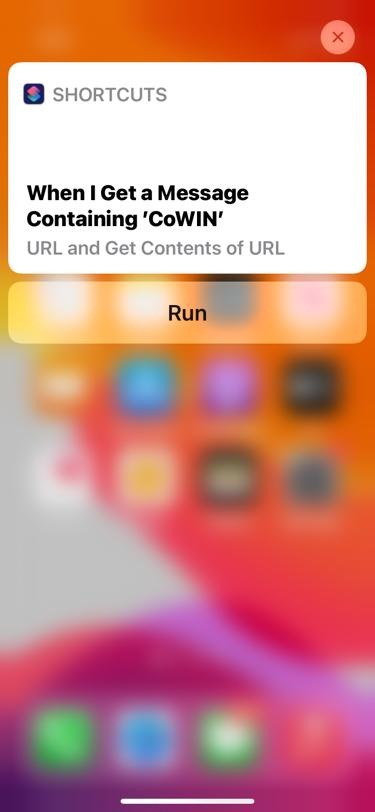 SHORTCUTS
When I Get a Message
Containing ‘CoWIN’
URL and Get Contents of URL
Run